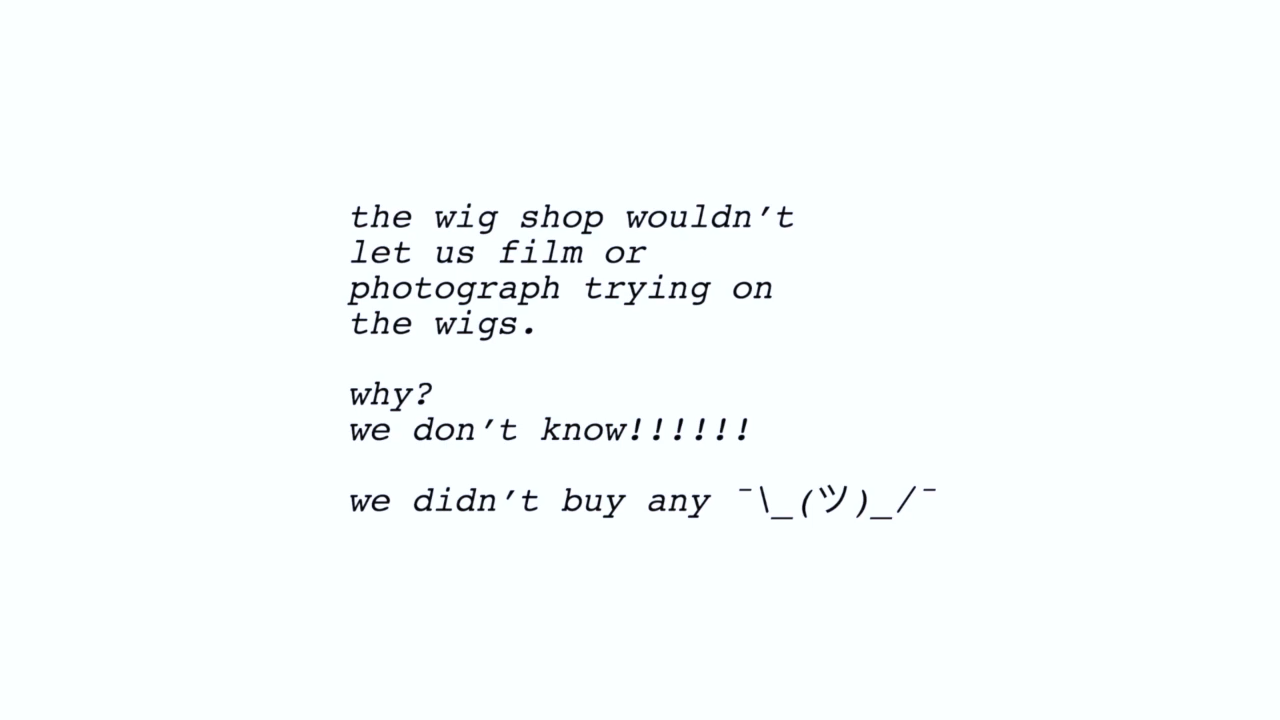 the wig shop wouldn’t
let us film or
photograph trying on
the wigs.
why?
we don’t know!!!!!!
we didn’t buy any ¯\_(ツ)_/¯